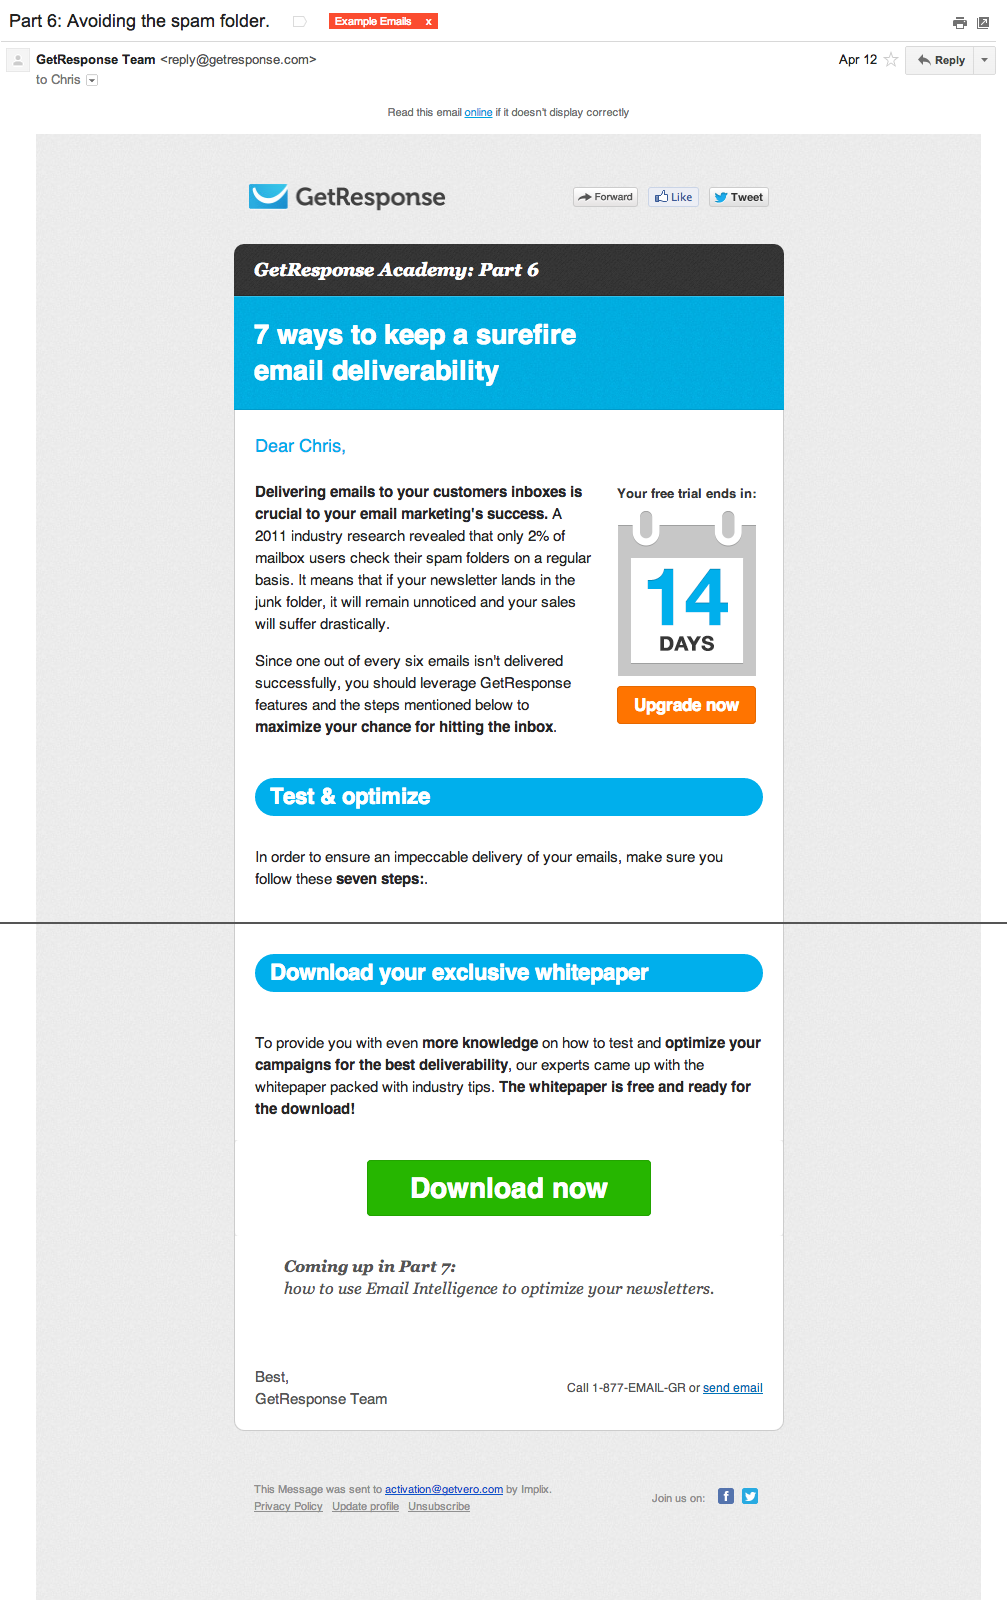 Part 6: Avoiding the spam folder.
Example Emails x
GetResponse Team <reply@getresponse.com>
Apr 12
Reply
to Chris
Read this email online if it doesn't display correctly
GetResponse
Forward
Like
Tweet
GetResponse Academy: Part 6
7 ways to keep a surefire
email deliverability
Dear Chris,
Delivering emails to your customers inboxes is
crucial to your email marketing's success. A
2011 industry research revealed that only 2% of
mailbox users check their spam folders on a regular
basis. It means that if your newsletter lands in the
junk folder, it will remain unnoticed and your sales
will suffer drastically.
Since one out of every six emails isn't delivered
successfully, you should leverage GetResponse
features and the steps mentioned below to
maximize your chance for hitting the inbox.
Your free trial ends in:
14
DAYS
Upgrade now
Test & optimize
In order to ensure an impeccable delivery of your emails, make sure you
follow these seven steps:.
Download your exclusive whitepaper
To provide you with even more knowledge on how to test and optimize your
campaigns for the best deliverability, our experts came up with the
whitepaper packed with industry tips. The whitepaper is free and ready for
the download!
Download now
Coming up in Part 7:
how to use Email Intelligence to optimize your newsletters.
Best,
GetResponse Team
Call 1-877-EMAIL-GR or send email
This Message was sent to activation@getvero.com by Implix.
Privacy Policy Update profile Unsubscribe
Join us on: